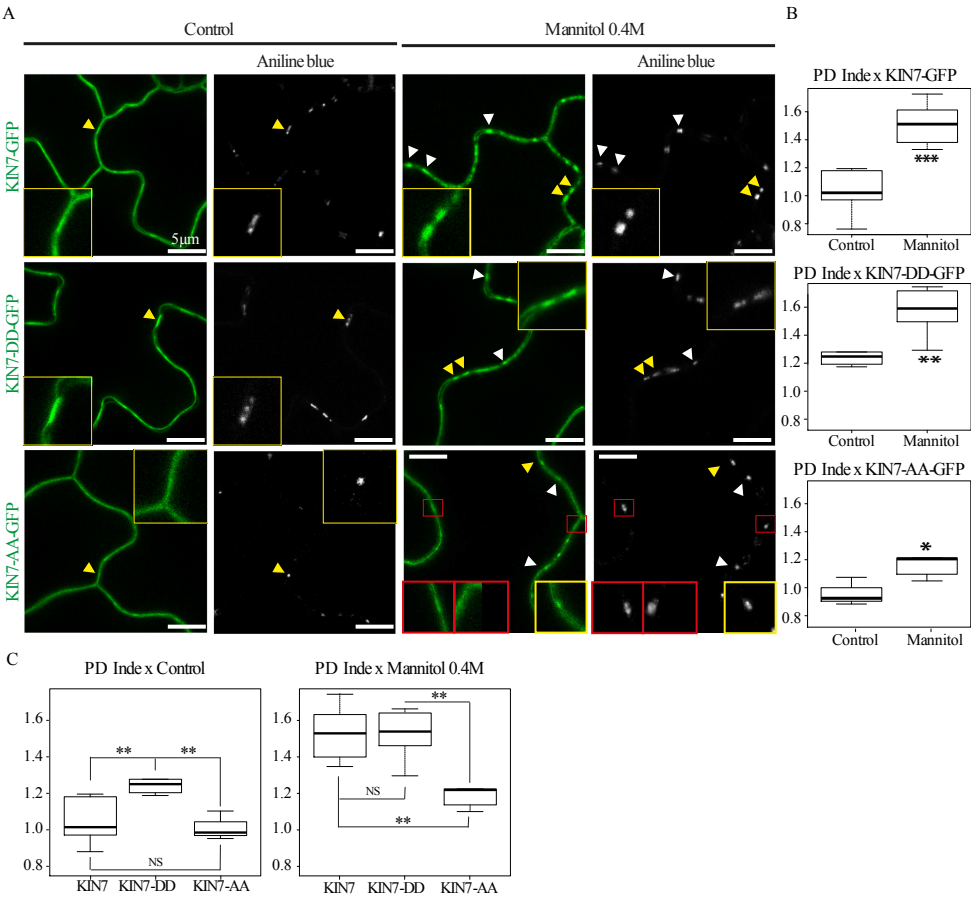 A
Control
Mannitol 0.4M
Aniline blue
Aniline blue
KIN7-GFP
5µm
KIN7-DD-GFP
KIN7-AA-GFP
B
PD Index KIN7-GFP
1.6
1.4
1.2
1.0
0.8
***
Control Mannitol
PD Index KIN7-DD-GFP
1.6
1.4
1.2
1.0
0.8
**
Control Mannitol
PD Index KIN7-AA-GFP
1.6
1.4
1.2
1.0
0.8
*
Control Mannitol
C
PD Index Control
1.6
1.4
1.2
1.0
0.8
** **
NS
KIN7 KIN7-DD KIN7-AA
PD Index Mannitol 0.4M
1.6
1.4
1.2
1.0
0.8
**
NS
**
KIN7 KIN7-DD KIN7-AA